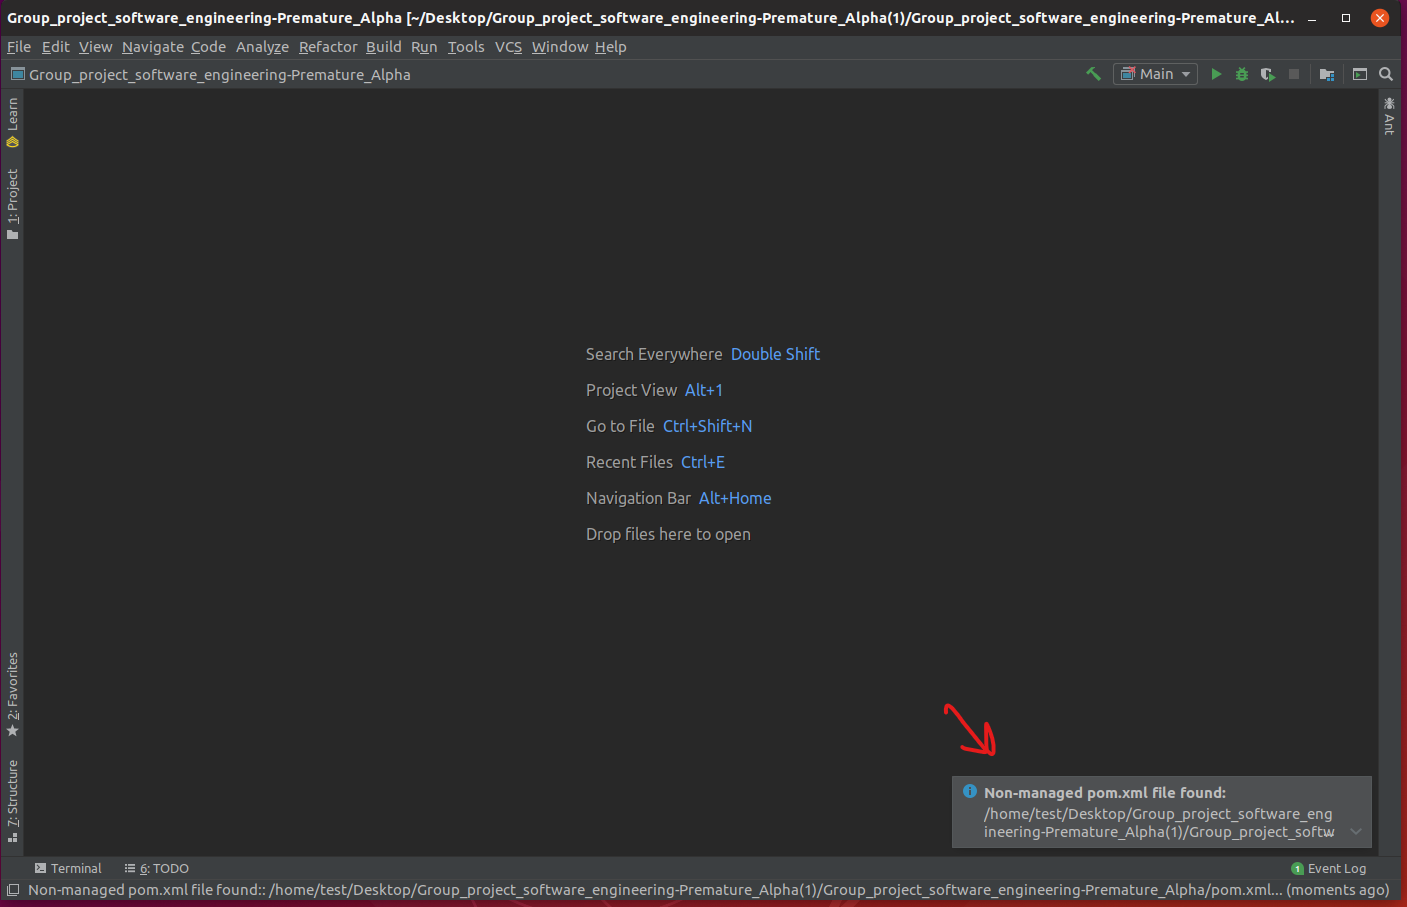 Group_project_software_engineering-Premature_Alpha [~/Desktop/Group_project_software_engineering-Premature_Alpha(1)/Group_project_software_engineering-Premature_Al...
File Edit View Navigate Code Analyze Refactor Build Run Tools VCS Window Help
Group_project_software_engineering-Premature_Alpha
Main
Learn
1: Project
Ant
Search Everywhere Double Shift
Project View Alt+1
Go to File Ctrl+Shift+N
Recent Files Ctrl+E
Navigation Bar Alt+Home
Drop files here to open
2: Favorites
7: Structure
Non-managed pom.xml file found:
/home/test/Desktop/Group_project_software_eng
ineering-Premature_Alpha(1)/Group_project_softw
Terminal
6: TODO
1 Event Log
Non-managed pom.xml file found:: /home/test/Desktop/Group_project_software_engineering-Premature_Alpha(1)/Group_project_software_engineering-Premature_Alpha/pom.xml... (moments ago)